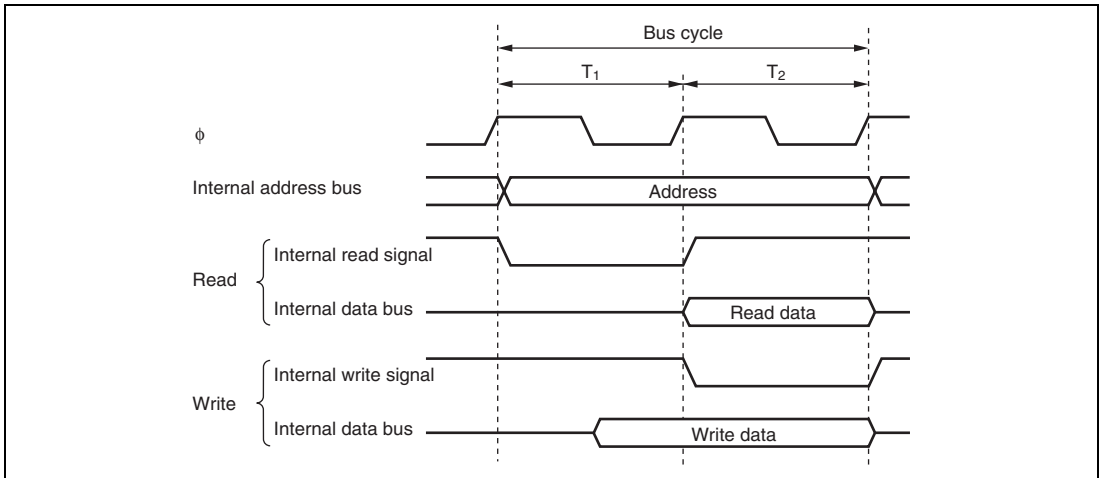 Bus cycle
T1 T2
ϕ
Internal address bus Address
Internal read signal
Read
Internal data bus Read data
Internal write signal
Write
Internal data bus Write data